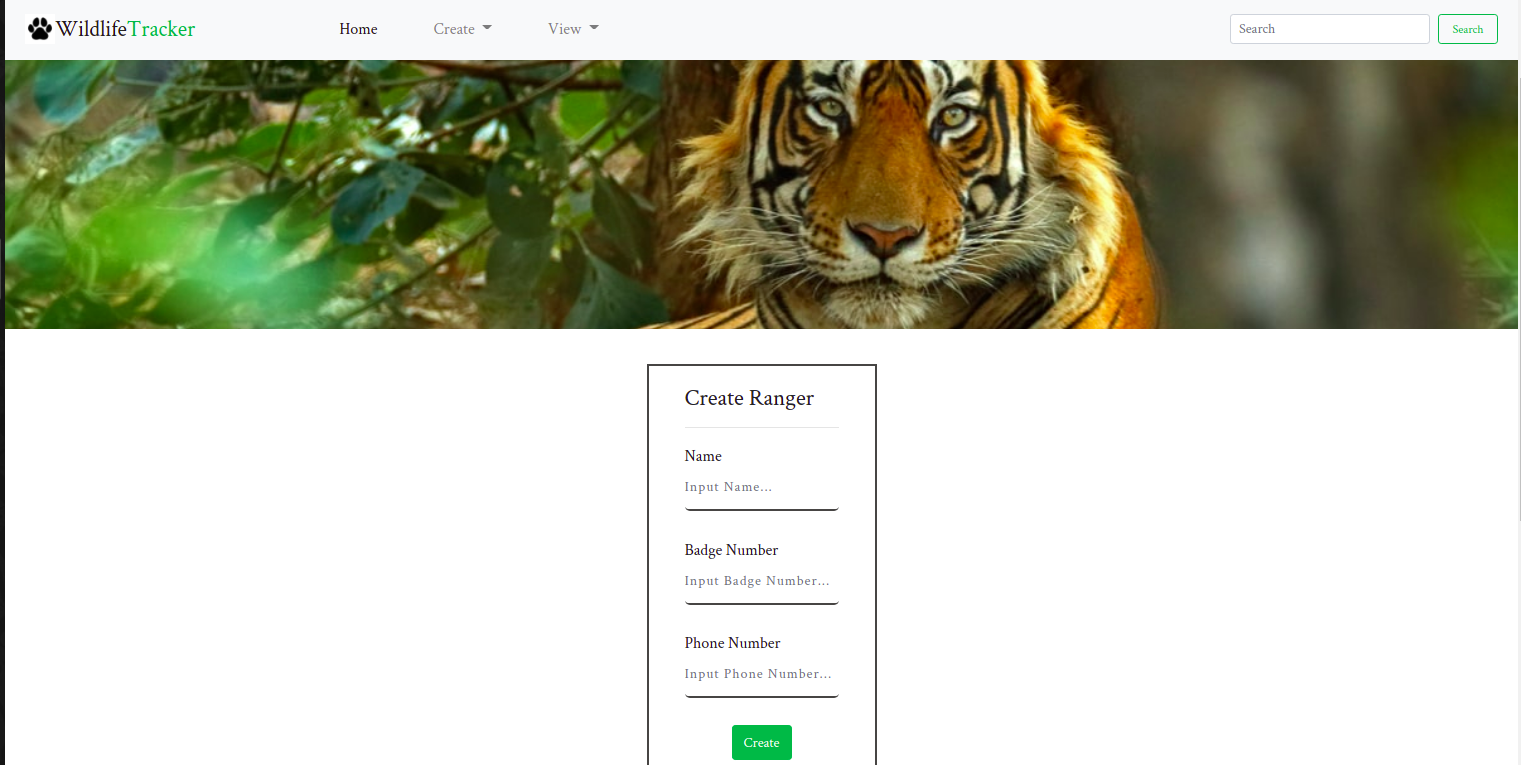 WildlifeTracker Home Create View Search Search
Create Ranger
Name
Input Name...
Badge Number
Input Badge Number...
Phone Number
Input Phone Number...
Create